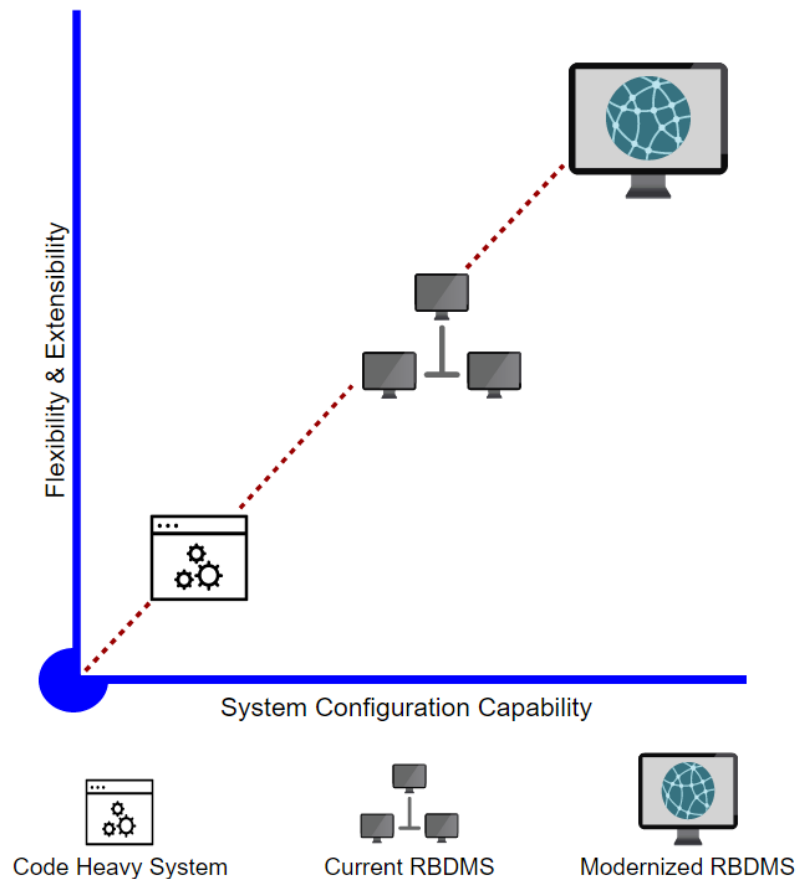 Flexibility & Extensibility
System Configuration Capability
Code Heavy System
Current RBDMS
Modernized RBDMS